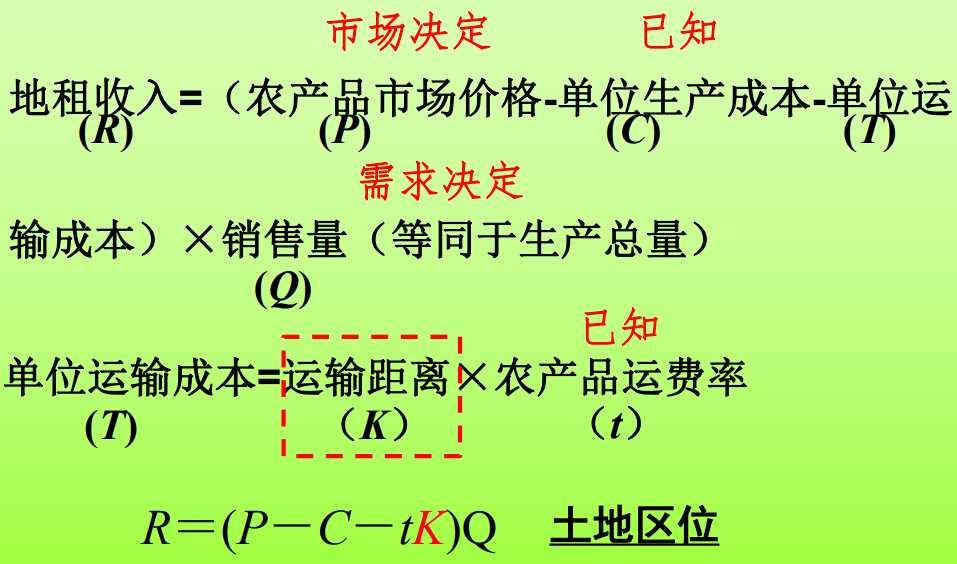 市场决定 已知
地租收入=（农产品市场价格-单位生产成本-单位运
(R) (P) (C) (T)
需求决定
输成本）×销售量（等同于生产总量）
(Q)
已知
单位运输成本=运输距离×农产品运费率
(T) （K） （t）
R＝(P－C－tK)Q 土地区位